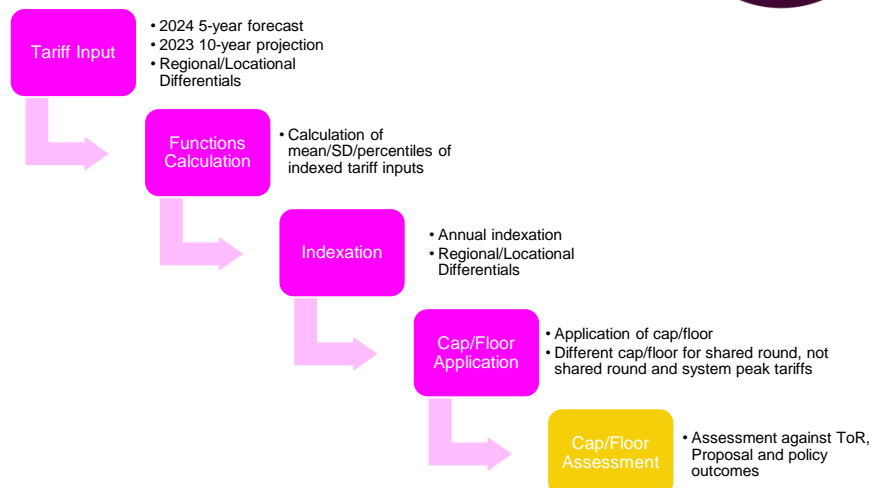 Tariff Input
• 2024 5-year forecast
• 2023 10-year projection
• Regional/Locational
Differentials
Functions
Calculation
• Calculation of
mean/SD/percentiles of
indexed tariff inputs
Indexation
• Annual indexation
• Regional/Locational
Differentials
Cap/Floor
Application
• Application of cap/floor
• Different cap/floor for shared round, not
shared round and system peak tariffs
Cap/Floor
Assessment
• Assessment against ToR,
Proposal and policy
outcomes